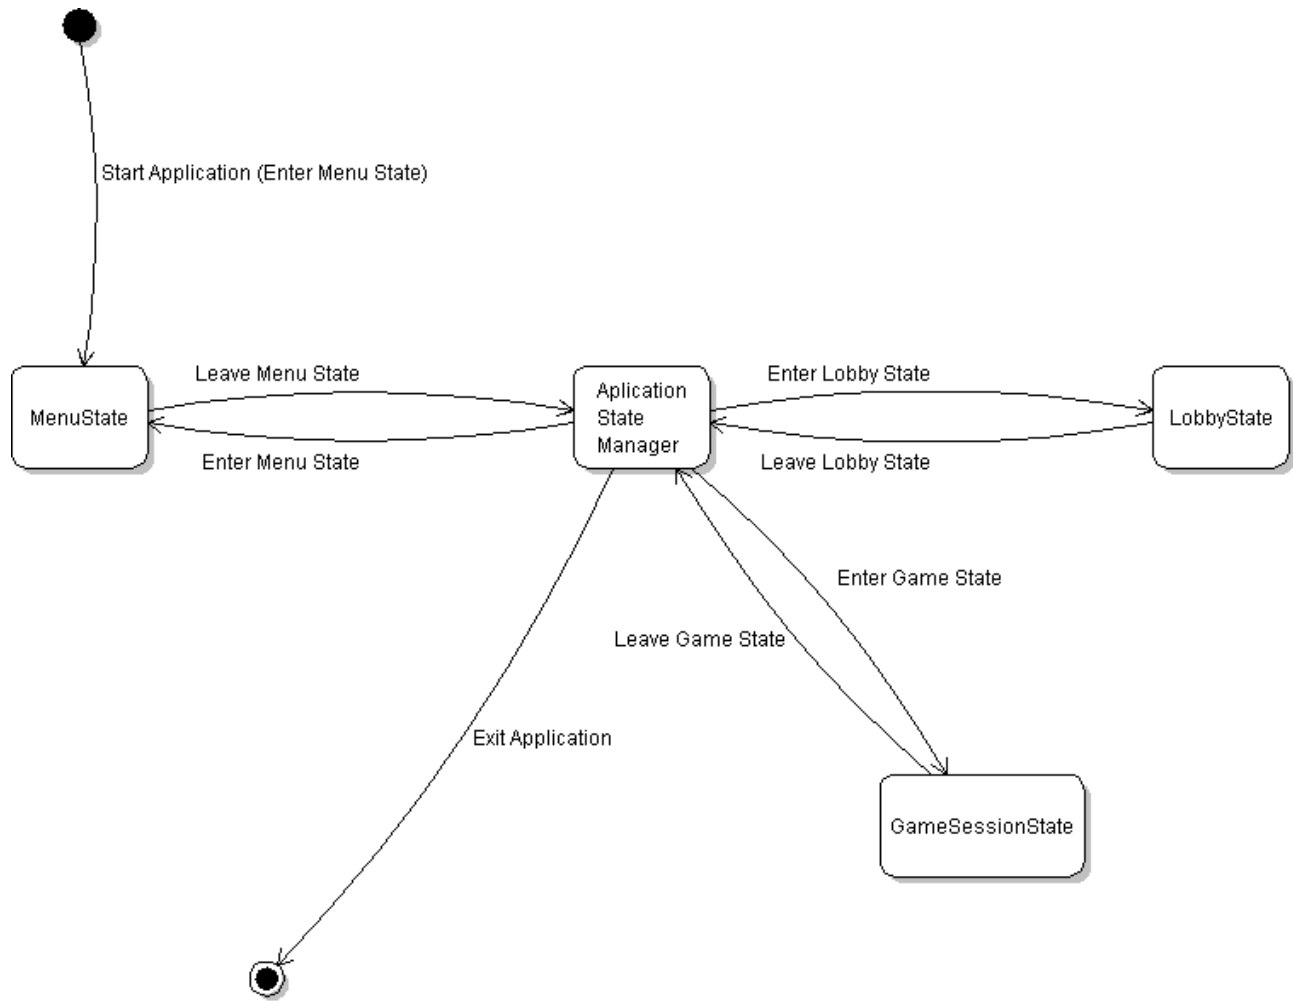 Start Application (Enter Menu State)
Leave Menu State
Enter Lobby State
MenuState
Aplication
State
Manager
LobbyState
Enter Menu State
Leave Lobby State
Enter Game State
Leave Game State
Exit Application
GameSessionState